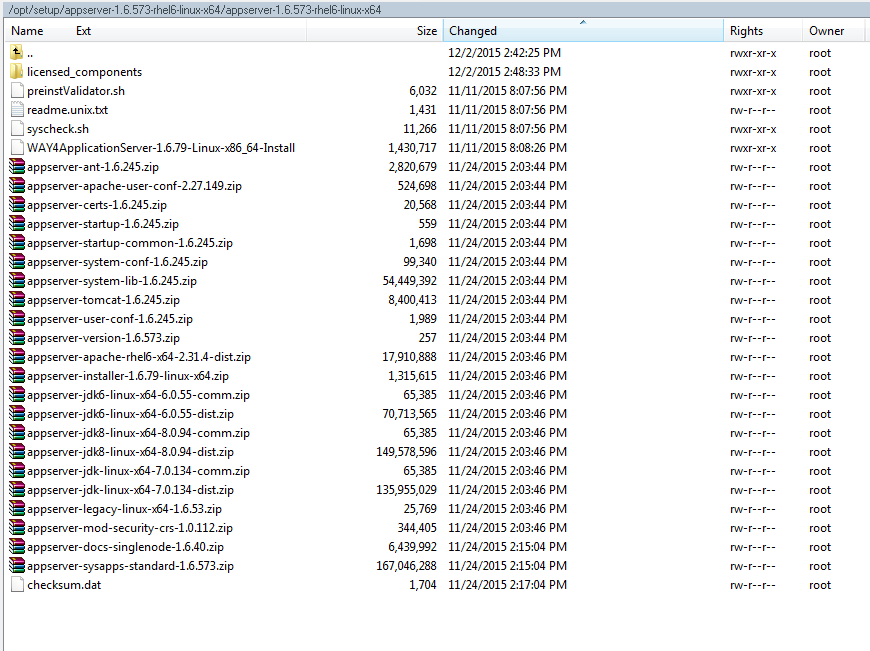 /opt/setup/appserver-1.6.573-rhel6-linux-x64/appserver-1.6.573-rhel6-linux-x64
Name Ext Size Changed Rights Owner
.. 12/2/2015 2:42:25 PM rwxr-xr-x root
licensed_components 12/2/2015 2:48:33 PM rwxr-xr-x root
preinstValidator.sh 6,032 11/11/2015 8:07:56 PM rwxr-xr-x root
readme.unix.txt 1,431 11/11/2015 8:07:56 PM rw-r--r-- root
syscheck.sh 11,266 11/11/2015 8:07:56 PM rwxr-xr-x root
WAY4ApplicationServer-1.6.79-Linux-x86_64-Install 1,430,717 11/11/2015 8:08:26 PM rwxr-xr-x root
appserver-ant-1.6.245.zip 2,820,679 11/24/2015 2:03:44 PM rw-r--r-- root
appserver-apache-user-conf-2.27.149.zip 524,698 11/24/2015 2:03:44 PM rw-r--r-- root
appserver-certs-1.6.245.zip 20,568 11/24/2015 2:03:44 PM rw-r--r-- root
appserver-startup-1.6.245.zip 559 11/24/2015 2:03:44 PM rw-r--r-- root
appserver-startup-common-1.6.245.zip 1,698 11/24/2015 2:03:44 PM rw-r--r-- root
appserver-system-conf-1.6.245.zip 99,340 11/24/2015 2:03:44 PM rw-r--r-- root
appserver-system-lib-1.6.245.zip 54,449,392 11/24/2015 2:03:44 PM rw-r--r-- root
appserver-tomcat-1.6.245.zip 8,400,413 11/24/2015 2:03:44 PM rw-r--r-- root
appserver-user-conf-1.6.245.zip 1,989 11/24/2015 2:03:44 PM rw-r--r-- root
appserver-version-1.6.573.zip 257 11/24/2015 2:03:44 PM rw-r--r-- root
appserver-apache-rhel6-x64-2.31.4-dist.zip 17,910,888 11/24/2015 2:03:46 PM rw-r--r-- root
appserver-installer-1.6.79-linux-x64.zip 1,315,615 11/24/2015 2:03:46 PM rw-r--r-- root
appserver-jdk6-linux-x64-6.0.55-comm.zip 65,385 11/24/2015 2:03:46 PM rw-r--r-- root
appserver-jdk6-linux-x64-6.0.55-dist.zip 70,713,565 11/24/2015 2:03:46 PM rw-r--r-- root
appserver-jdk8-linux-x64-8.0.94-comm.zip 65,385 11/24/2015 2:03:46 PM rw-r--r-- root
appserver-jdk8-linux-x64-8.0.94-dist.zip 149,578,596 11/24/2015 2:03:46 PM rw-r--r-- root
appserver-jdk-linux-x64-7.0.134-comm.zip 65,385 11/24/2015 2:03:46 PM rw-r--r-- root
appserver-jdk-linux-x64-7.0.134-dist.zip 135,955,029 11/24/2015 2:03:46 PM rw-r--r-- root
appserver-legacy-linux-x64-1.6.53.zip 25,769 11/24/2015 2:03:46 PM rw-r--r-- root
appserver-mod-security-crs-1.0.112.zip 344,405 11/24/2015 2:03:46 PM rw-r--r-- root
appserver-docs-singlenode-1.6.40.zip 6,439,992 11/24/2015 2:15:04 PM rw-r--r-- root
appserver-sysapps-standard-1.6.573.zip 167,046,288 11/24/2015 2:15:04 PM rw-r--r-- root
checksum.dat 1,704 11/24/2015 2:17:04 PM rw-r--r-- root